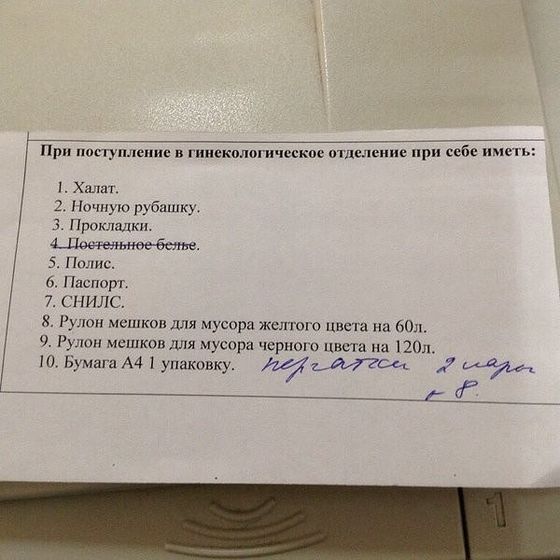 При поступление в гинекологическое отделение при себе иметь:
1. Халат.
2. Ночную рубашку.
3. Прокладки.
4. Постельное белье.
5. Полис.
6. Паспорт.
7. СНИЛС.
8. Рулон мешков для мусора желтого цвета на 60л.
9. Рулон мешков для мусора черного цвета на 120л.
10. Бумага А4 1 упаковку. перчатки 2 пары
8.
1